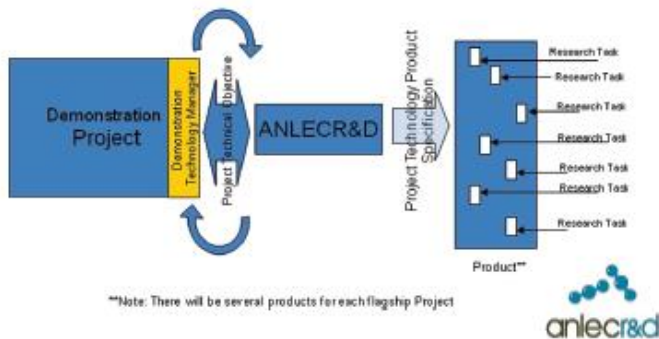 Demonstration
Project
Demonstration
Technology Manager
Project Technical Objective
ANLECR&D
Project Technology Product
Specification
Research Task
Research Task
Research Task
Research Task
Research Task
Research Task
Research Task
Product**
**Note: There will be several products for each flagship Project
anlecr&d